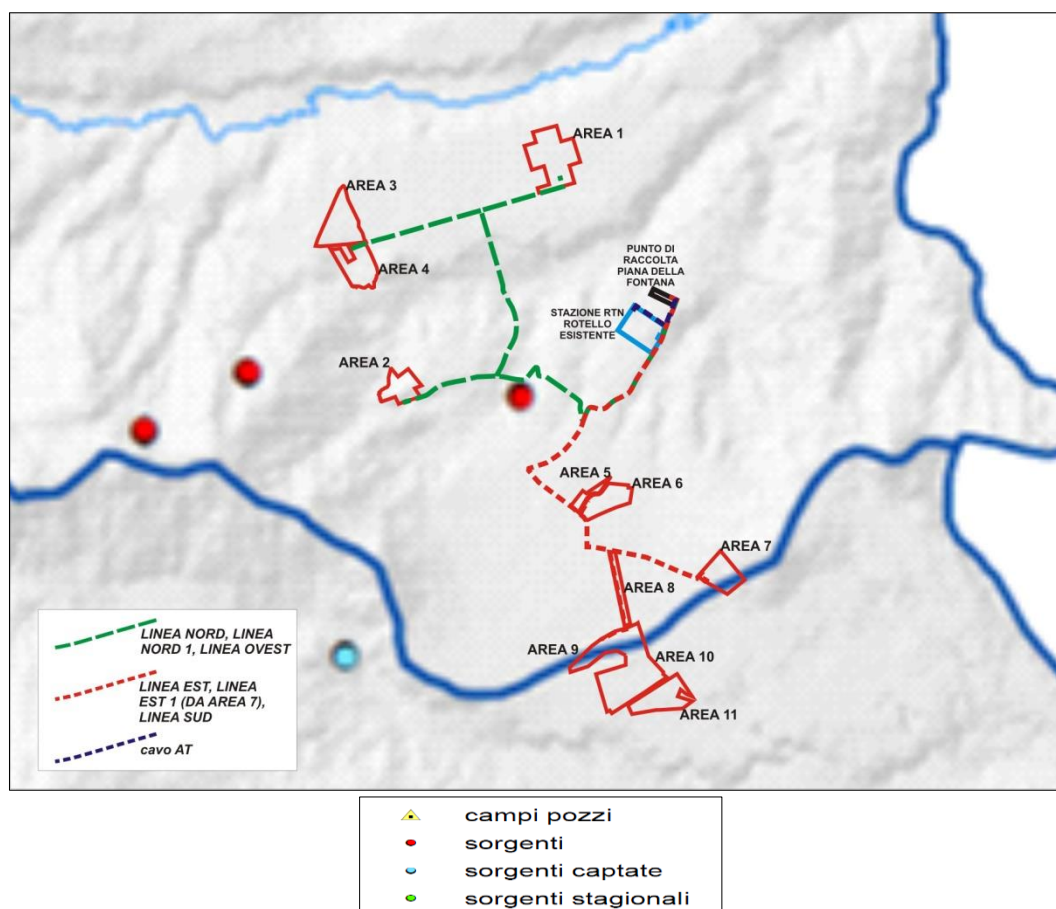 AREA 1
AREA 3
AREA 4
PUNTO DI
RACCOLTA
PIANA DELLA
FONTANA
STAZIONE RTN
ROTELLO
ESISTENTE
AREA 2
AREA 5
AREA 6
AREA 7
AREA 8
AREA 9
AREA 10
AREA 11
LINEA NORD, LINEA
NORD 1, LINEA OVEST
LINEA EST, LINEA
EST 1 (DA AREA 7),
LINEA SUD
cavo AT
campi pozzi
sorgenti
sorgenti captate
sorgenti stagionali